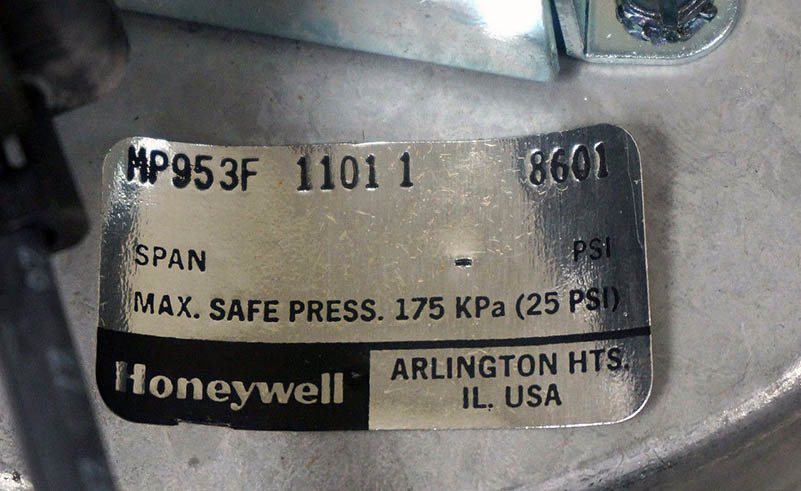 MP953F 1101 1 8601
SPAN - PSI
MAX. SAFE PRESS. 175 KPa (25 PSI)
Honeywell
ARLINGTON HTS.
IL. USA